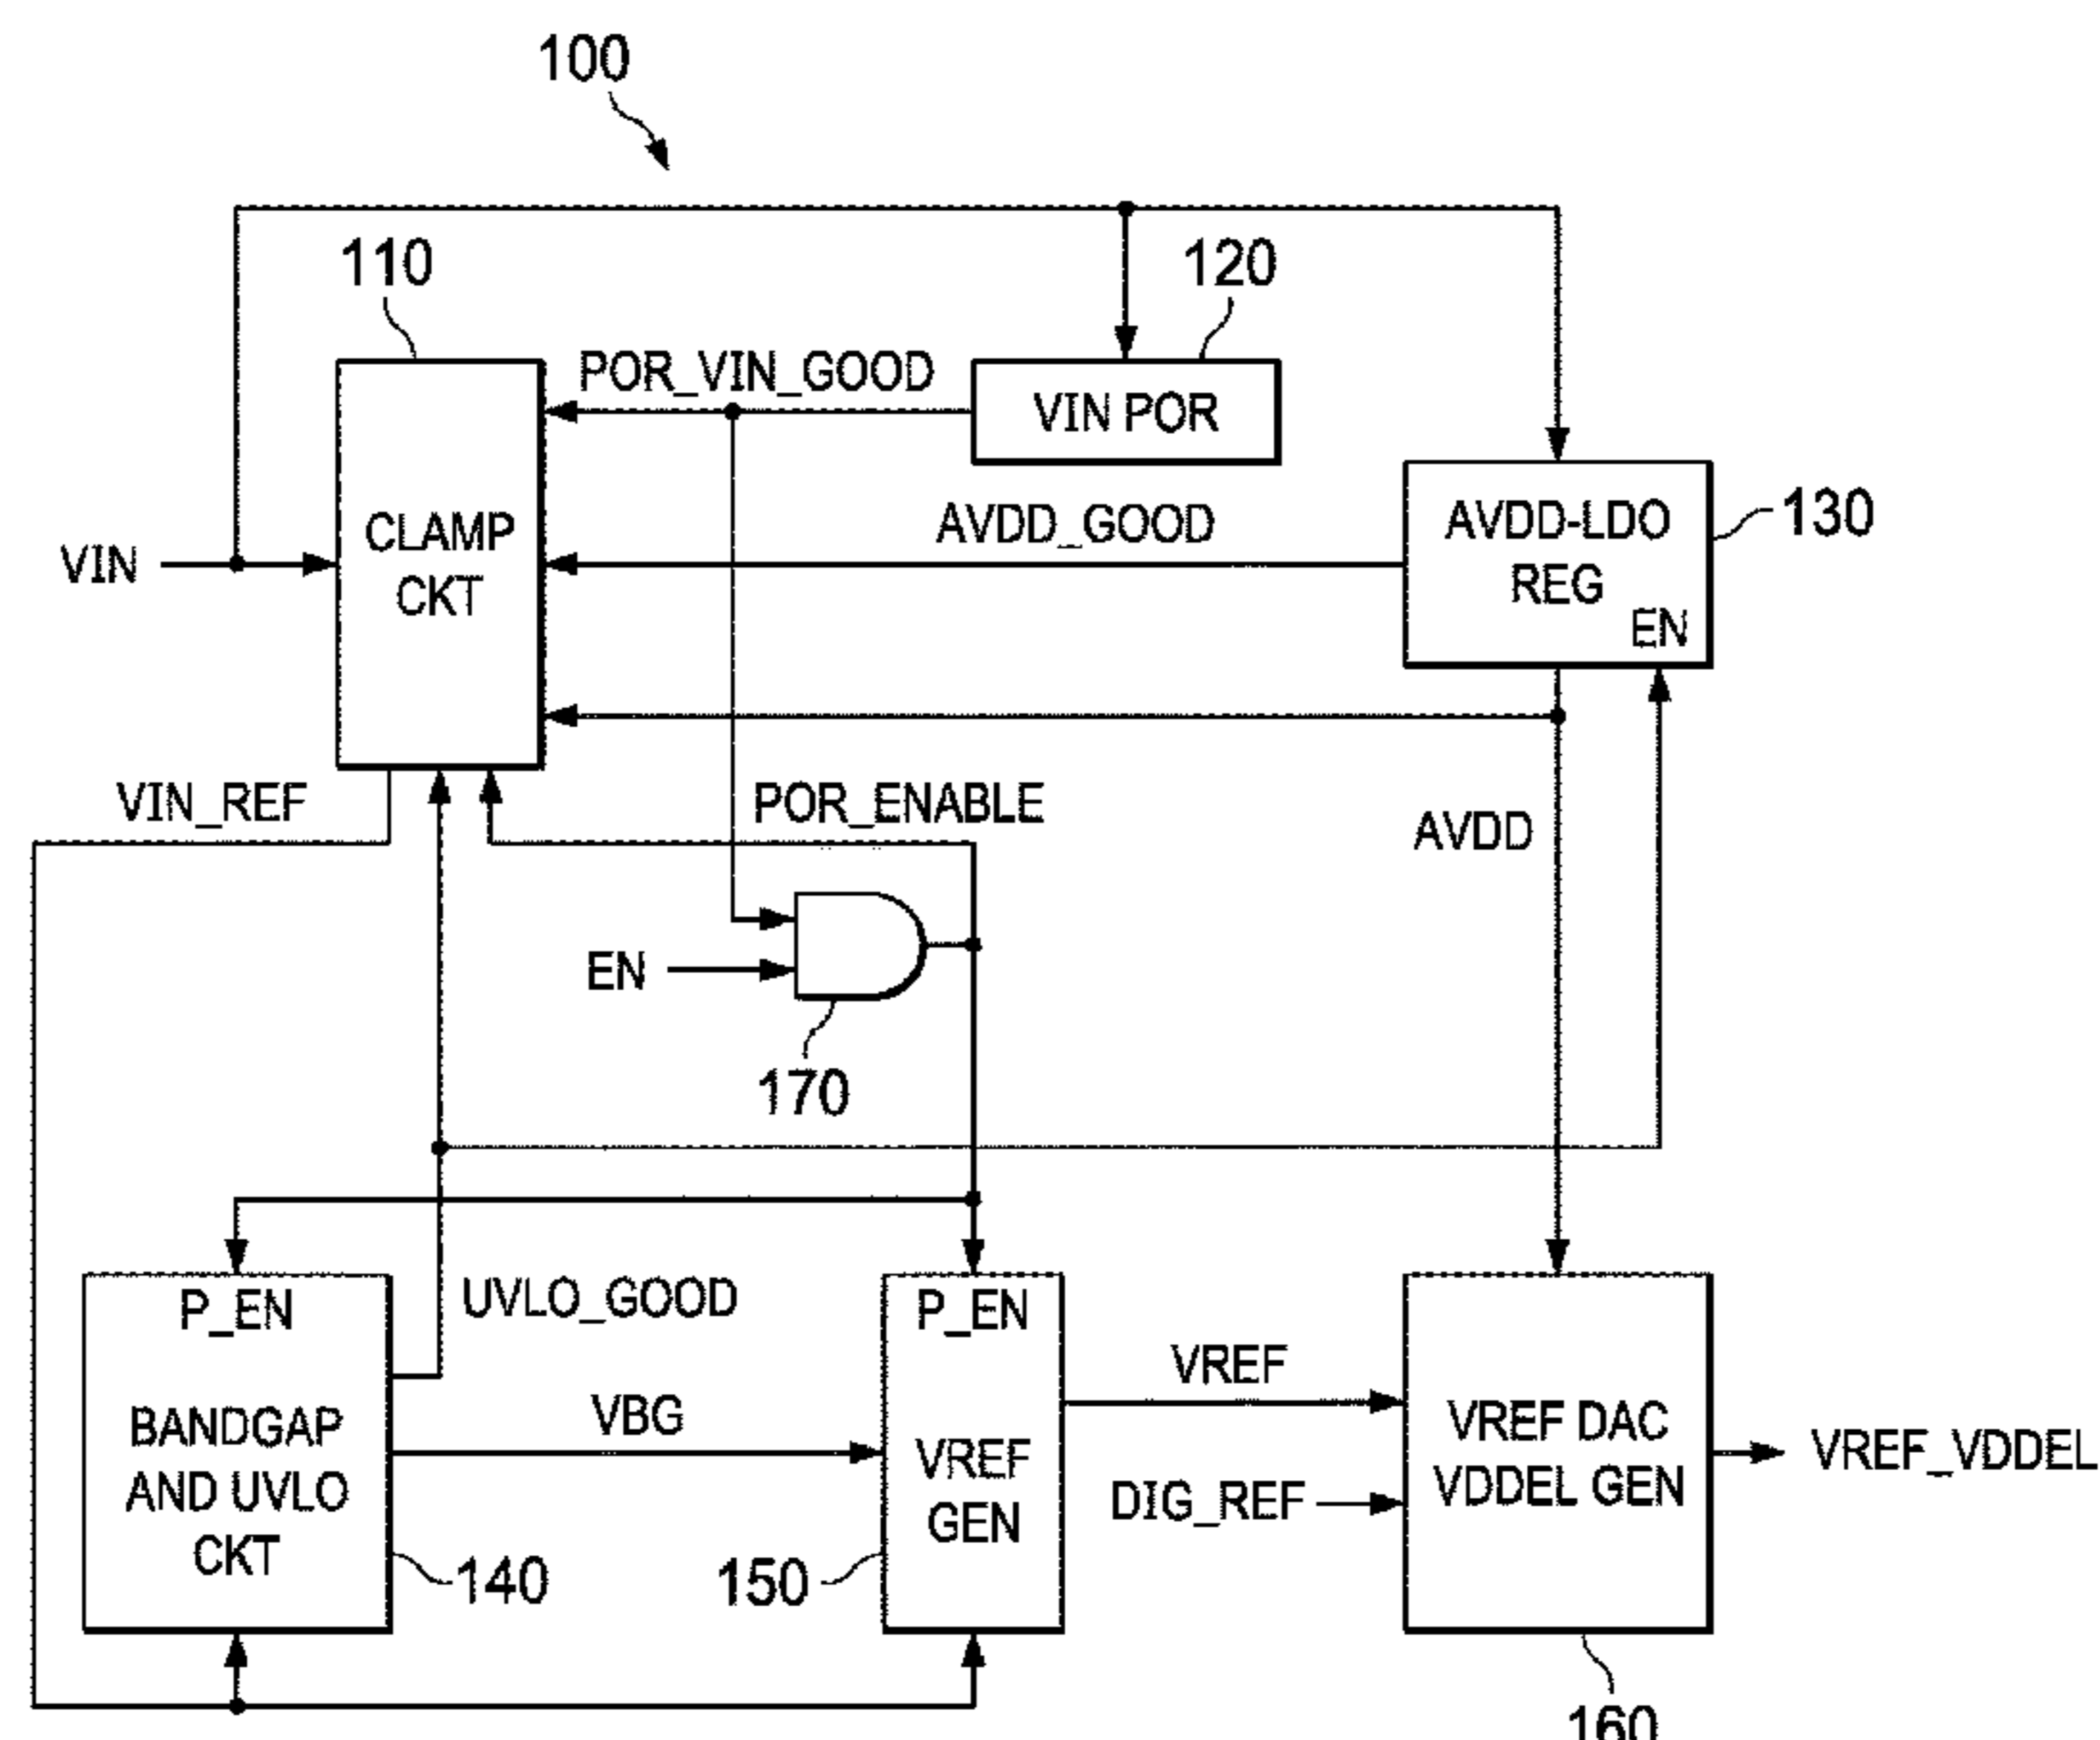 100
110
120
POR_VIN_GOOD
VIN POR
CLAMP
CKT
VIN
AVDD_GOOD
AVDD-LDO
REG
EN
130
VIN_REF
POR_ENABLE
AVDD
EN
170
P_EN
UVLO_GOOD
P_EN
BANDGAP
AND UVLO
CKT
VBG
VREF
GEN
VREF
DIG_REF
VREF DAC
VDDEL GEN
VREF_VDDEL
140
150
160